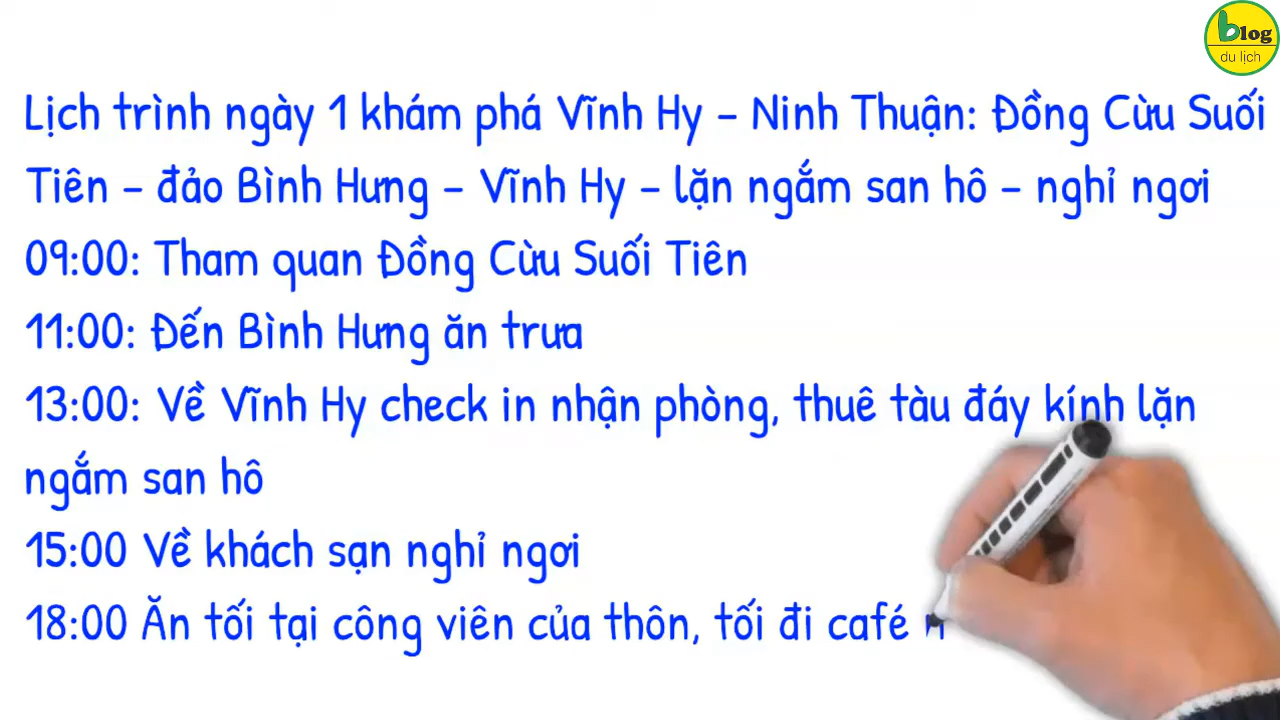 Blog
du lịch
Lịch trình ngày 1 khám phá Vĩnh Hy – Ninh Thuận: Đồng Cừu Suối
Tiên – đảo Bình Hưng – Vĩnh Hy – lặn ngắm san hô – nghỉ ngơi
09:00: Tham quan Đồng Cừu Suối Tiên
11:00: Đến Bình Hưng ăn trưa
13:00: Về Vĩnh Hy check in nhận phòng, thuê tàu đáy kính lặn
ngắm san hô
15:00 Về khách sạn nghỉ ngơi
18:00 Ăn tối tại công viên của thôn, tối đi café